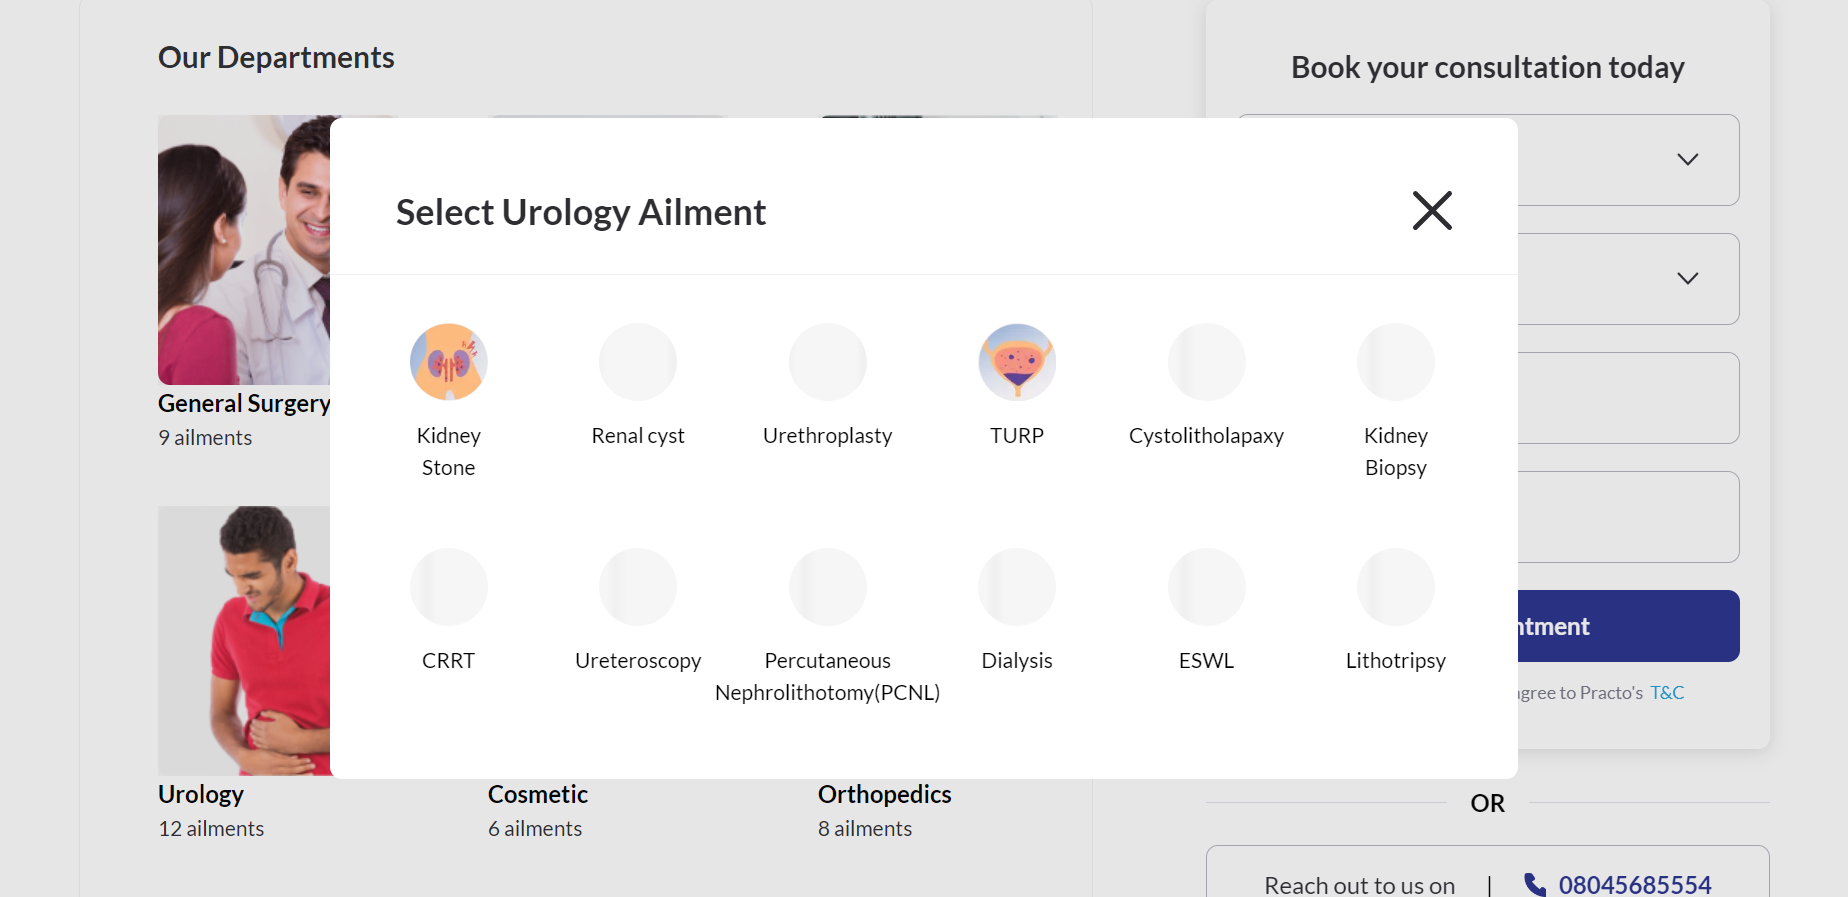 Our Departments
Book your consultation today
Select Urology Ailment
Kidney
Stone
Renal cyst
Urethroplasty
TURP
Cystolitholapaxy
Kidney
Biopsy
CRRT
Ureteroscopy
Percutaneous
Nephrolithotomy(PCNL)
Dialysis
ESWL
Lithotripsy
General Surgery
9 ailments
Urology
12 ailments
Cosmetic
6 ailments
Orthopedics
8 ailments
ntment
agree to Practo's T&C
OR
Reach out to us on | 08045685554